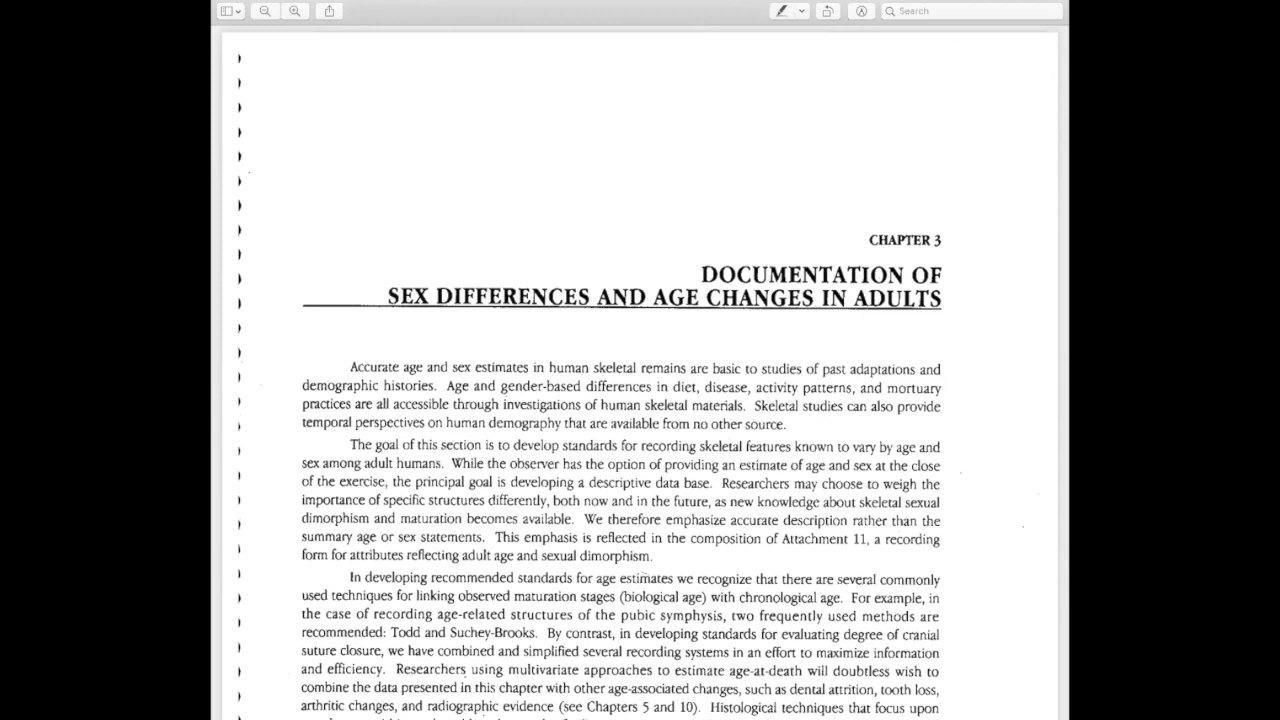 Search
CHAPTER 3
DOCUMENTATION OF
SEX DIFFERENCES AND AGE CHANGES IN ADULTS
Accurate age and sex estimates in human skeletal remains are basic to studies of past adaptations and
demographic histories. Age and gender-based differences in diet, disease, activity patterns, and mortuary
practices are all accessible through investigations of human skeletal materials. Skeletal studies can also provide
temporal perspectives on human demography that are available from no other source.
The goal of this section is to develop standards for recording skeletal features known to vary by age and
sex among adult humans. While the observer has the option of providing an estimate of age and sex at the close
of the exercise, the principal goal is developing a descriptive data base. Researchers may choose to weigh the
importance of specific structures differently, both now and in the future, as new knowledge about skeletal sexual
dimorphism and maturation becomes available. We therefore emphasize accurate description rather than the
summary age or sex statements. This emphasis is reflected in the composition of Attachment 11, a recording
form for attributes reflecting adult age and sexual dimorphism.
In developing recommended standards for age estimates we recognize that there are several commonly
used techniques for linking observed maturation stages (biological age) with chronological age. For example, in
the case of recording age-related structures of the pubic symphysis, two frequently used methods are
recommended: Todd and Suchey-Brooks. By contrast, in developing standards for evaluating degree of cranial
suture closure, we have combined and simplified several recording systems in an effort to maximize information
and efficiency. Researchers using multivariate approaches to estimate age-at-death will doubtless wish to
combine the data presented in this chapter with other age-associated changes, such as dental attrition, tooth loss,
arthritic changes, and radiographic evidence (see Chapters 5 and 10). Histological techniques that focus upon